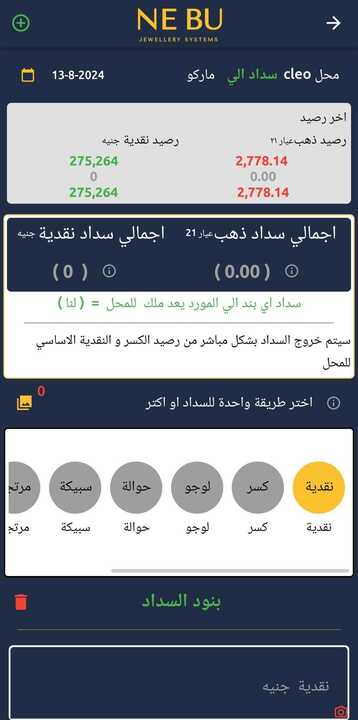 NE BU
JEWELLERY SYSTEMS
محل cleo سداد الي ماركو
13-8-2024
اخر رصيد
رصيد ذهب عيار ٢١
رصيد نقدية جنيه
2,778.14
275,264
0.00
0
2,778.14
275,264
اجمالي سداد ذهب عيار 21
اجمالي سداد نقدية جنيه
( 0.00 )
( 0 )
سداد اي بند الي المورد يعد ملك للمحل = ( لنا )
سيتم خروج السداد بشكل مباشر من رصيد الكسر و النقدية الاساسي
للمحل
اختر طريقة واحدة للسداد او اكثر
0
نقدية كسر لوجو حوالة سبيكة مرتج
نقدية كسر لوجو حوالة سبيكة مرتج
بنود السداد
نقدية جنيه